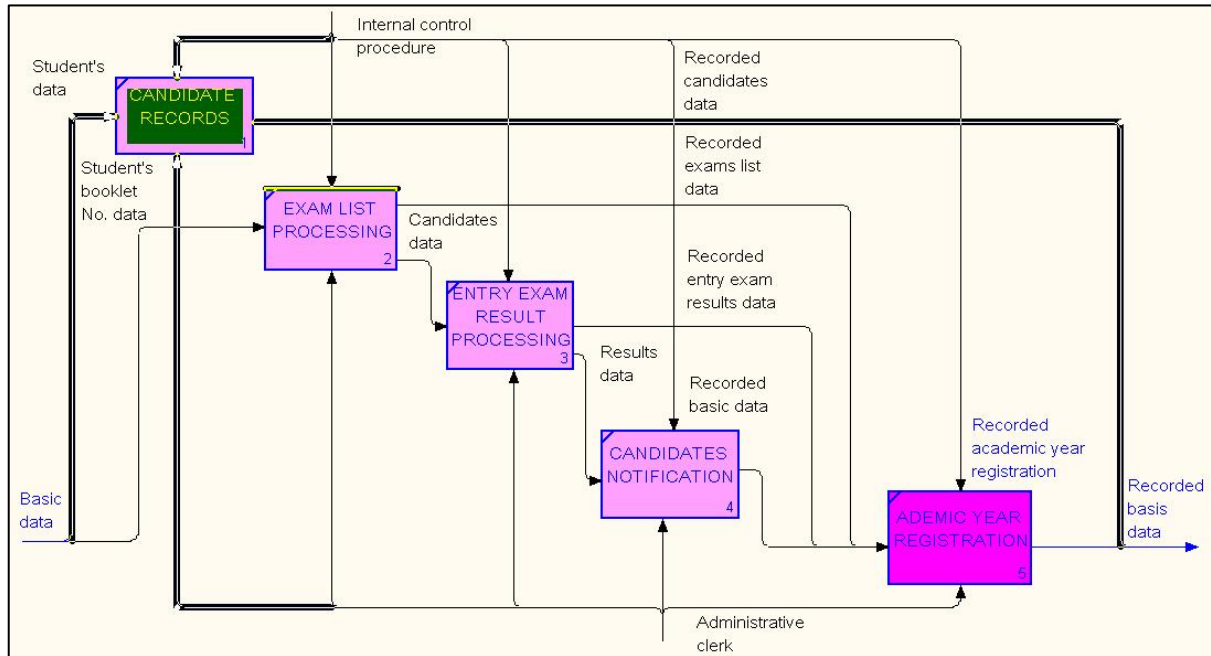 Internal control
procedure
Student's
data
Recorded
candidates
data
CANDIDATE
RECORDS
1
Recorded
exams list
data
Student's
booklet
No. data
EXAM LIST
PROCESSING
2
Candidates
data
Recorded
entry exam
results data
ENTRY EXAM
RESULT
PROCESSING
3
Results
data
Recorded
basic data
CANDIDATES
NOTIFICATION
4
Recorded
academic year
registration
Basic
data
Recorded
basis
data
ADEMIC YEAR
REGISTRATION
5
Administrative
clerk